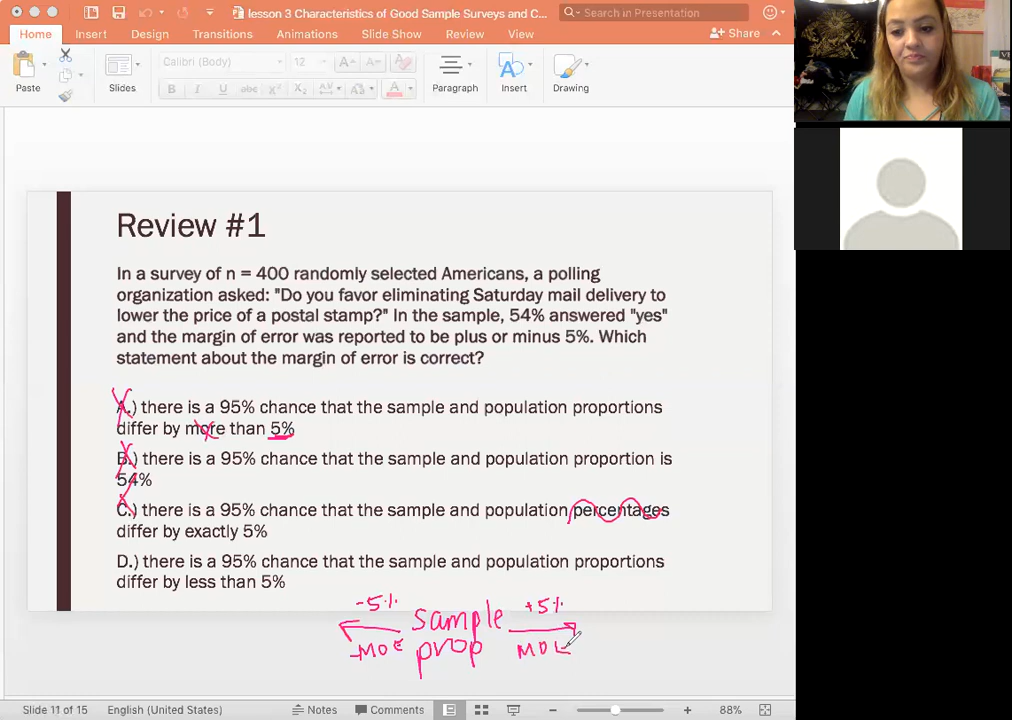 lesson 3 Characteristics of Good Sample Surveys and C...
Search in Presentation
Home Insert Design Transitions Animations Slide Show Review View Share
Calibri (Body) 12
Paste Slides B I U abc X² X₂ AV Aa A Paragraph Insert Drawing
Review #1
In a survey of n = 400 randomly selected Americans, a polling
organization asked: "Do you favor eliminating Saturday mail delivery to
lower the price of a postal stamp?" In the sample, 54% answered "yes"
and the margin of error was reported to be plus or minus 5%. Which
statement about the margin of error is correct?
A.) there is a 95% chance that the sample and population proportions
differ by more than 5%
B.) there is a 95% chance that the sample and population proportion is
54%
C.) there is a 95% chance that the sample and population percentages
differ by exactly 5%
D.) there is a 95% chance that the sample and population proportions
differ by less than 5%
-5% sample +5%
-MOE prop MOE
Slide 11 of 15 English (United States) Notes Comments 88%